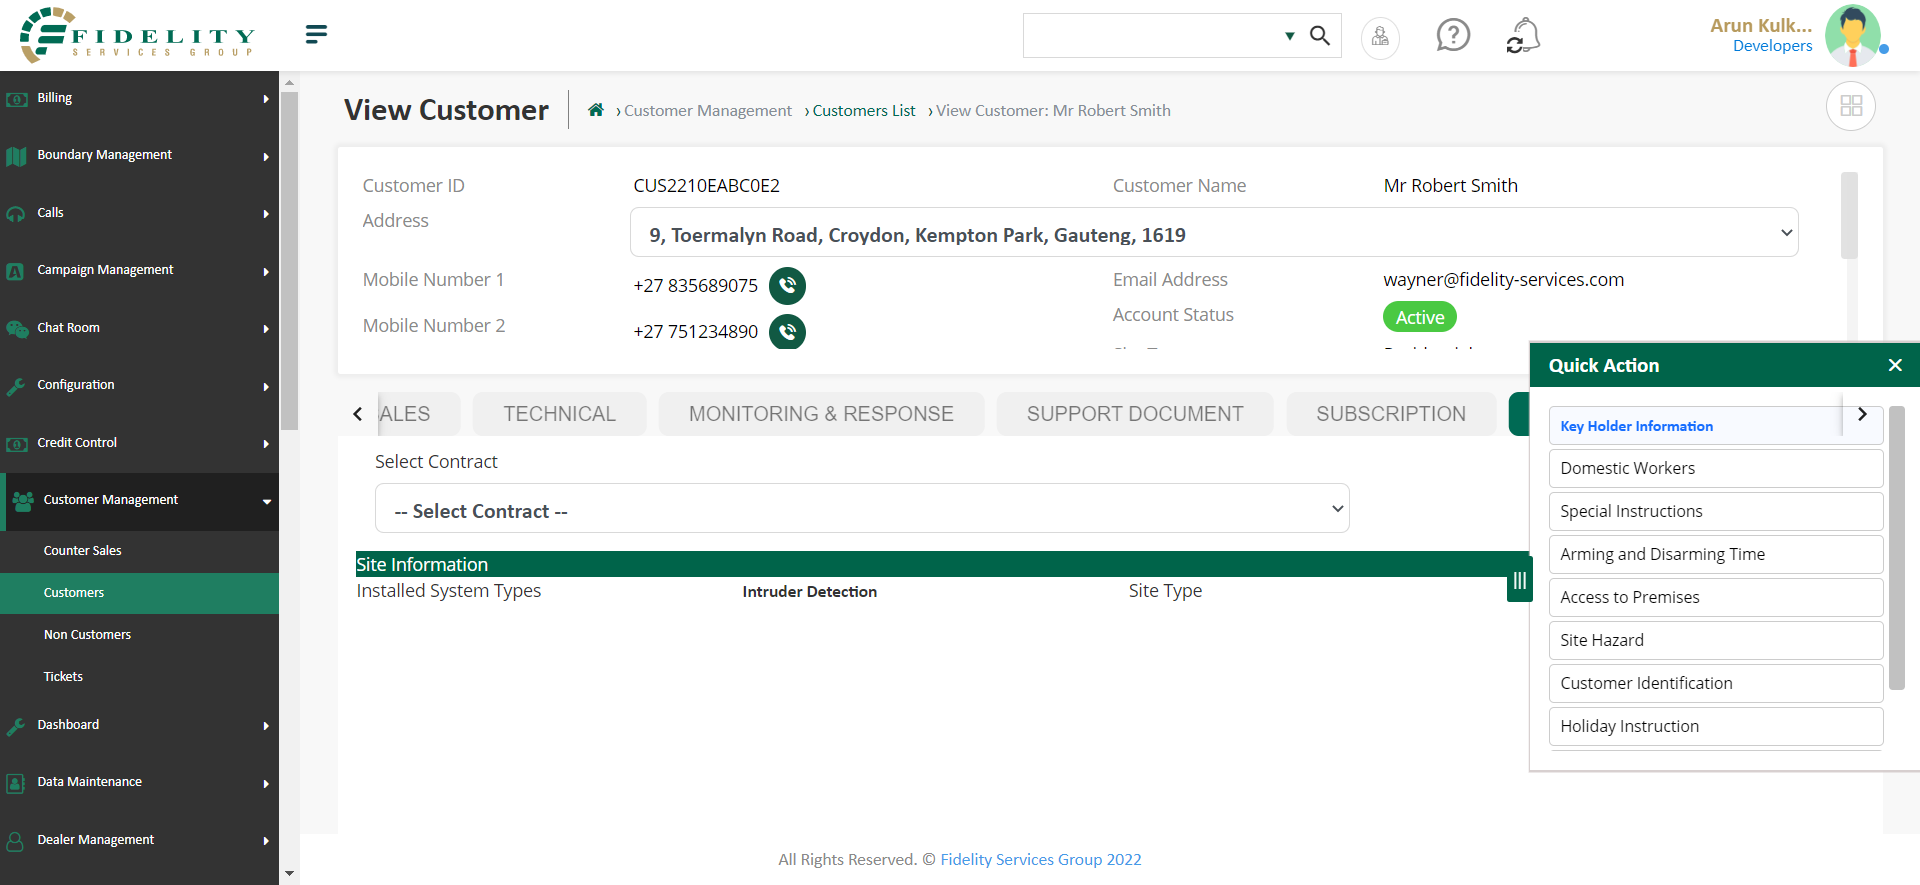 FIDELITY
SERVICES GROUP
Arun Kulk...
Developers
Billing
Boundary Management
Calls
Campaign Management
Chat Room
Configuration
Credit Control
Customer Management
Counter Sales
Customers
Non Customers
Tickets
Dashboard
Data Maintenance
Dealer Management
View Customer
› Customer Management › Customers List › View Customer: Mr Robert Smith
Customer ID CUS2210EABC0E2 Customer Name Mr Robert Smith
Address 9, Toermalyn Road, Croydon, Kempton Park, Gauteng, 1619
Mobile Number 1 +27 835689075 Email Address wayner@fidelity-services.com
Account Status Active
Mobile Number 2 +27 751234890
ALES TECHNICAL MONITORING & RESPONSE SUPPORT DOCUMENT SUBSCRIPTION
Select Contract
-- Select Contract --
Site Information
Installed System Types Intruder Detection Site Type
Quick Action
Key Holder Information
Domestic Workers
Special Instructions
Arming and Disarming Time
Access to Premises
Site Hazard
Customer Identification
Holiday Instruction
All Rights Reserved. © Fidelity Services Group 2022